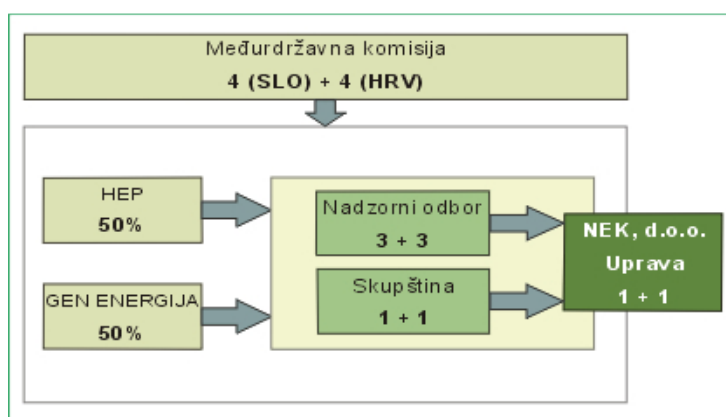 Međurdržavna komisija
4 (SLO) + 4 (HRV)
HEP
50%
GEN ENERGIJA
50%
Nadzorni odbor
3 + 3
Skupština
1 + 1
NEK, d.o.o.
Uprava
1 + 1